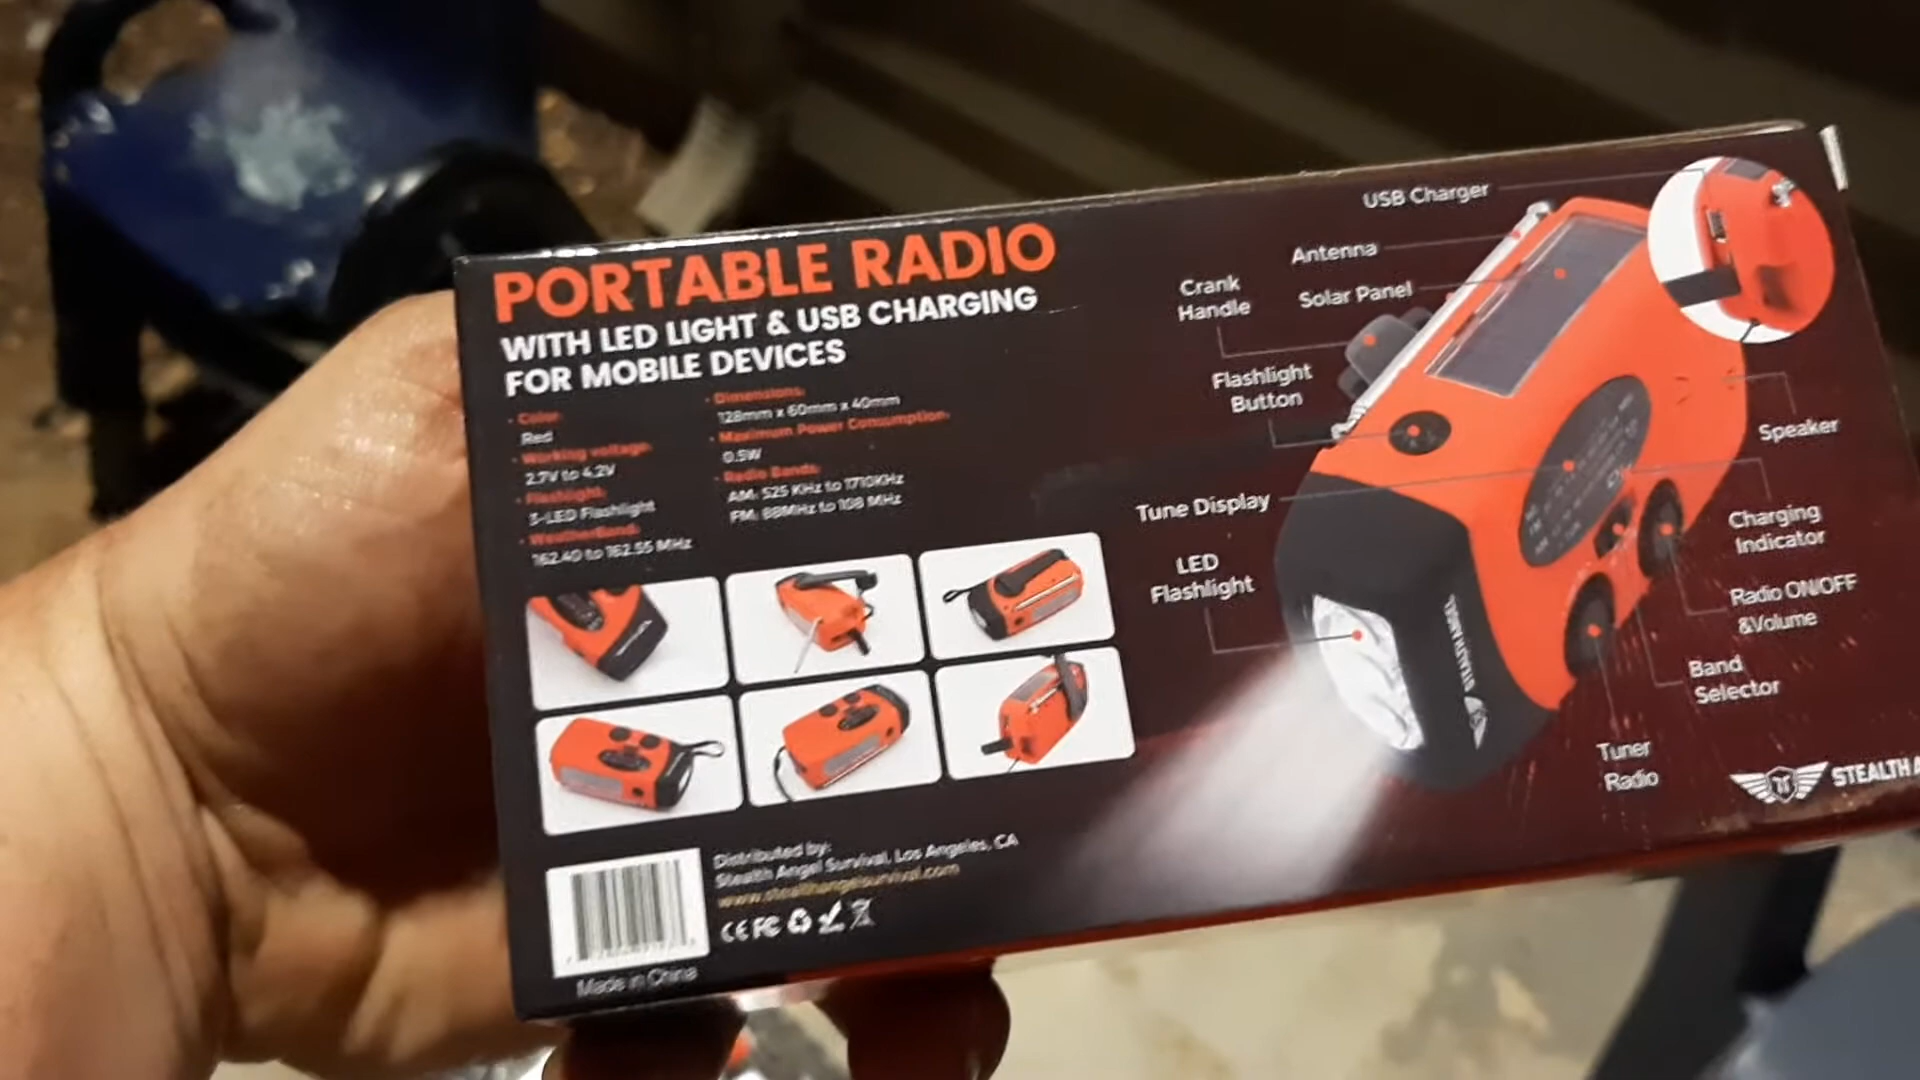 PORTABLE RADIO
WITH LED LIGHT & USB CHARGING
FOR MOBILE DEVICES
· Color:
Red
· Working voltage:
2.7V to 4.2V
· Flashlight:
3-LED Flashlight
· WeatherBand:
162.40 to 162.55 MHz
· Dimensions:
128mm x 60mm x 40mm
· Maximum Power Consumption:
0.5W
· Radio Bands:
AM: 525 KHz to 1710KHz
FM: 88MHz to 108 MHz
USB Charger
Antenna
Solar Panel
Crank
Handle
Flashlight
Button
Tune Display
LED
Flashlight
Speaker
Charging
Indicator
Radio ON/OFF
&Volume
Band
Selector
Tuner
Radio
STEALTH ANGEL
STEALTH A
Distributed by:
Stealth Angel Survival, Los Angeles, CA
www.stealthangelsurvival.com
CE FC
Made in China